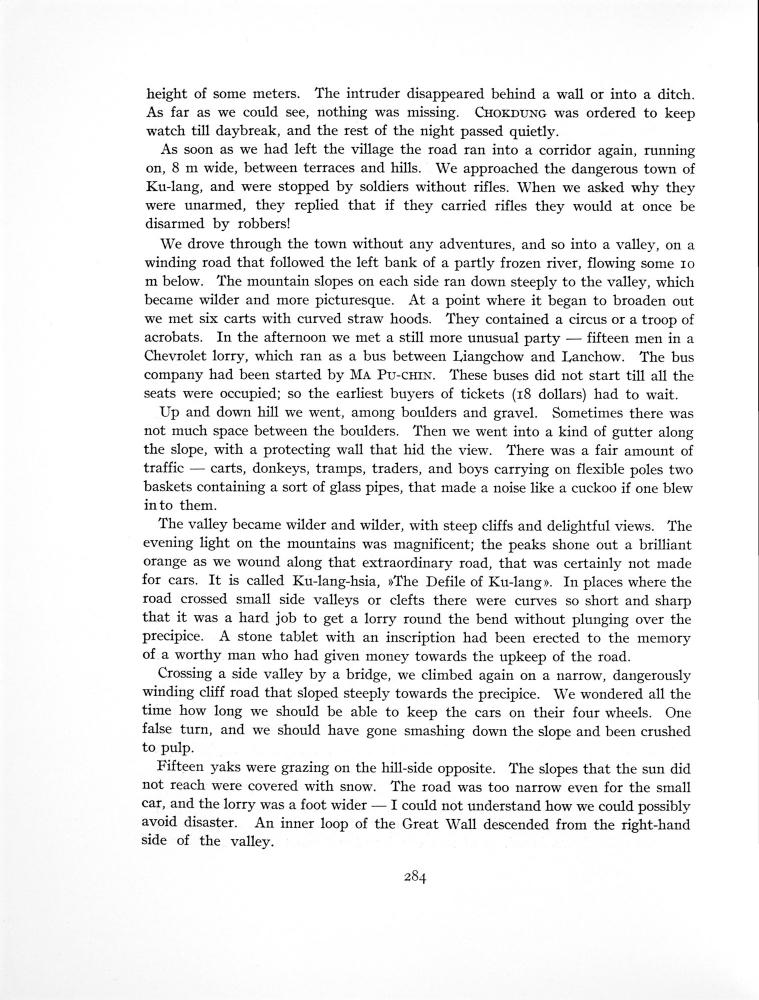 height of some meters. The intruder disappeared behind a wall or into a ditch.
As far as we could see, nothing was missing. CHOKDUNG was ordered to keep
watch till daybreak, and the rest of the night passed quietly.
As soon as we had left the village the road ran into a corridor again, running
on, 8 m wide, between terraces and hills. We approached the dangerous town of
Ku-lang, and were stopped by soldiers without rifles. When we asked why they
were unarmed, they replied that if they carried rifles they would at once be
disarmed by robbers!
We drove through the town without any adventures, and so into a valley, on a
winding road that followed the left bank of a partly frozen river, flowing some 10
m below. The mountain slopes on each side ran down steeply to the valley, which
became wilder and more picturesque. At a point where it began to broaden out
we met six carts with curved straw hoods. They contained a circus or a troop of
acrobats. In the afternoon we met a still more unusual party — fifteen men in a
Chevrolet lorry, which ran as a bus between Liangchow and Lanchow. The bus
company had been started by MA PU-CHIN. These buses did not start till all the
seats were occupied; so the earliest buyers of tickets (18 dollars) had to wait.
Up and down hill we went, among boulders and gravel. Sometimes there was
not much space between the boulders. Then we went into a kind of gutter along
the slope, with a protecting wall that hid the view. There was a fair amount of
traffic — carts, donkeys, tramps, traders, and boys carrying on flexible poles two
baskets containing a sort of glass pipes, that made a noise like a cuckoo if one blew
into them.
The valley became wilder and wilder, with steep cliffs and delightful views. The
evening light on the mountains was magnificent; the peaks shone out a brilliant
orange as we wound along that extraordinary road, that was certainly not made
for cars. It is called Ku-lang-hsia, »The Defile of Ku-lang». In places where the
road crossed small side valleys or clefts there were curves so short and sharp
that it was a hard job to get a lorry round the bend without plunging over the
precipice. A stone tablet with an inscription had been erected to the memory
of a worthy man who had given money towards the upkeep of the road.
Crossing a side valley by a bridge, we climbed again on a narrow, dangerously
winding cliff road that sloped steeply towards the precipice. We wondered all the
time how long we should be able to keep the cars on their four wheels. One
false turn, and we should have gone smashing down the slope and been crushed
to pulp.
Fifteen yaks were grazing on the hill-side opposite. The slopes that the sun did
not reach were covered with snow. The road was too narrow even for the small
car, and the lorry was a foot wider — I could not understand how we could possibly
avoid disaster. An inner loop of the Great Wall descended from the right-hand
side of the valley.
284